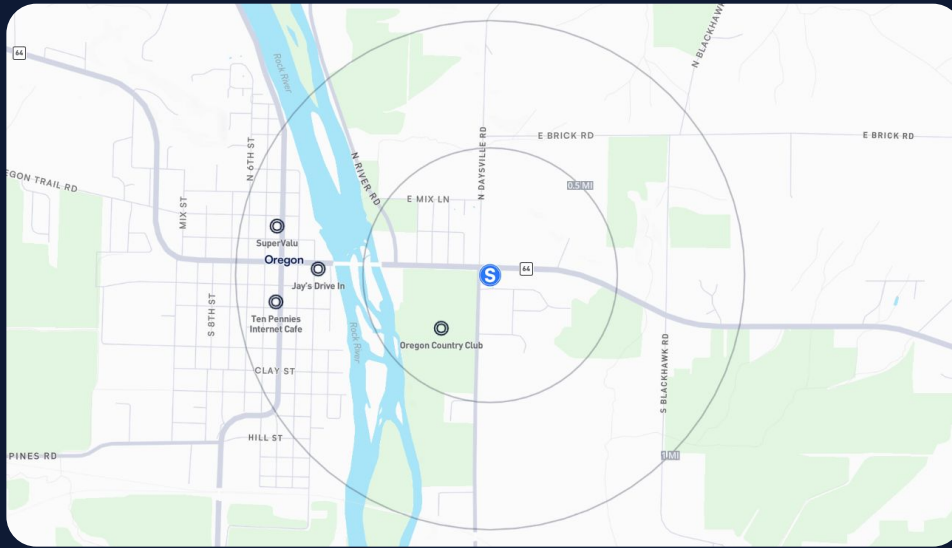 64
Rock River
N BLACKHAWK
N 6TH ST
N DAYSVILLE RD
E BRICK RD
E BRICK RD
N RIVER RD
EGON TRAIL RD
0.5 MI
MIX ST
E MIX LN
SuperValu
Oregon
64
S
Jay's Drive In
S 8TH ST
Ten Pennies
Internet Cafe
Rock River
Oregon Country Club
S BLACKHAWK RD
CLAY ST
HILL ST
PINES RD
1 MI